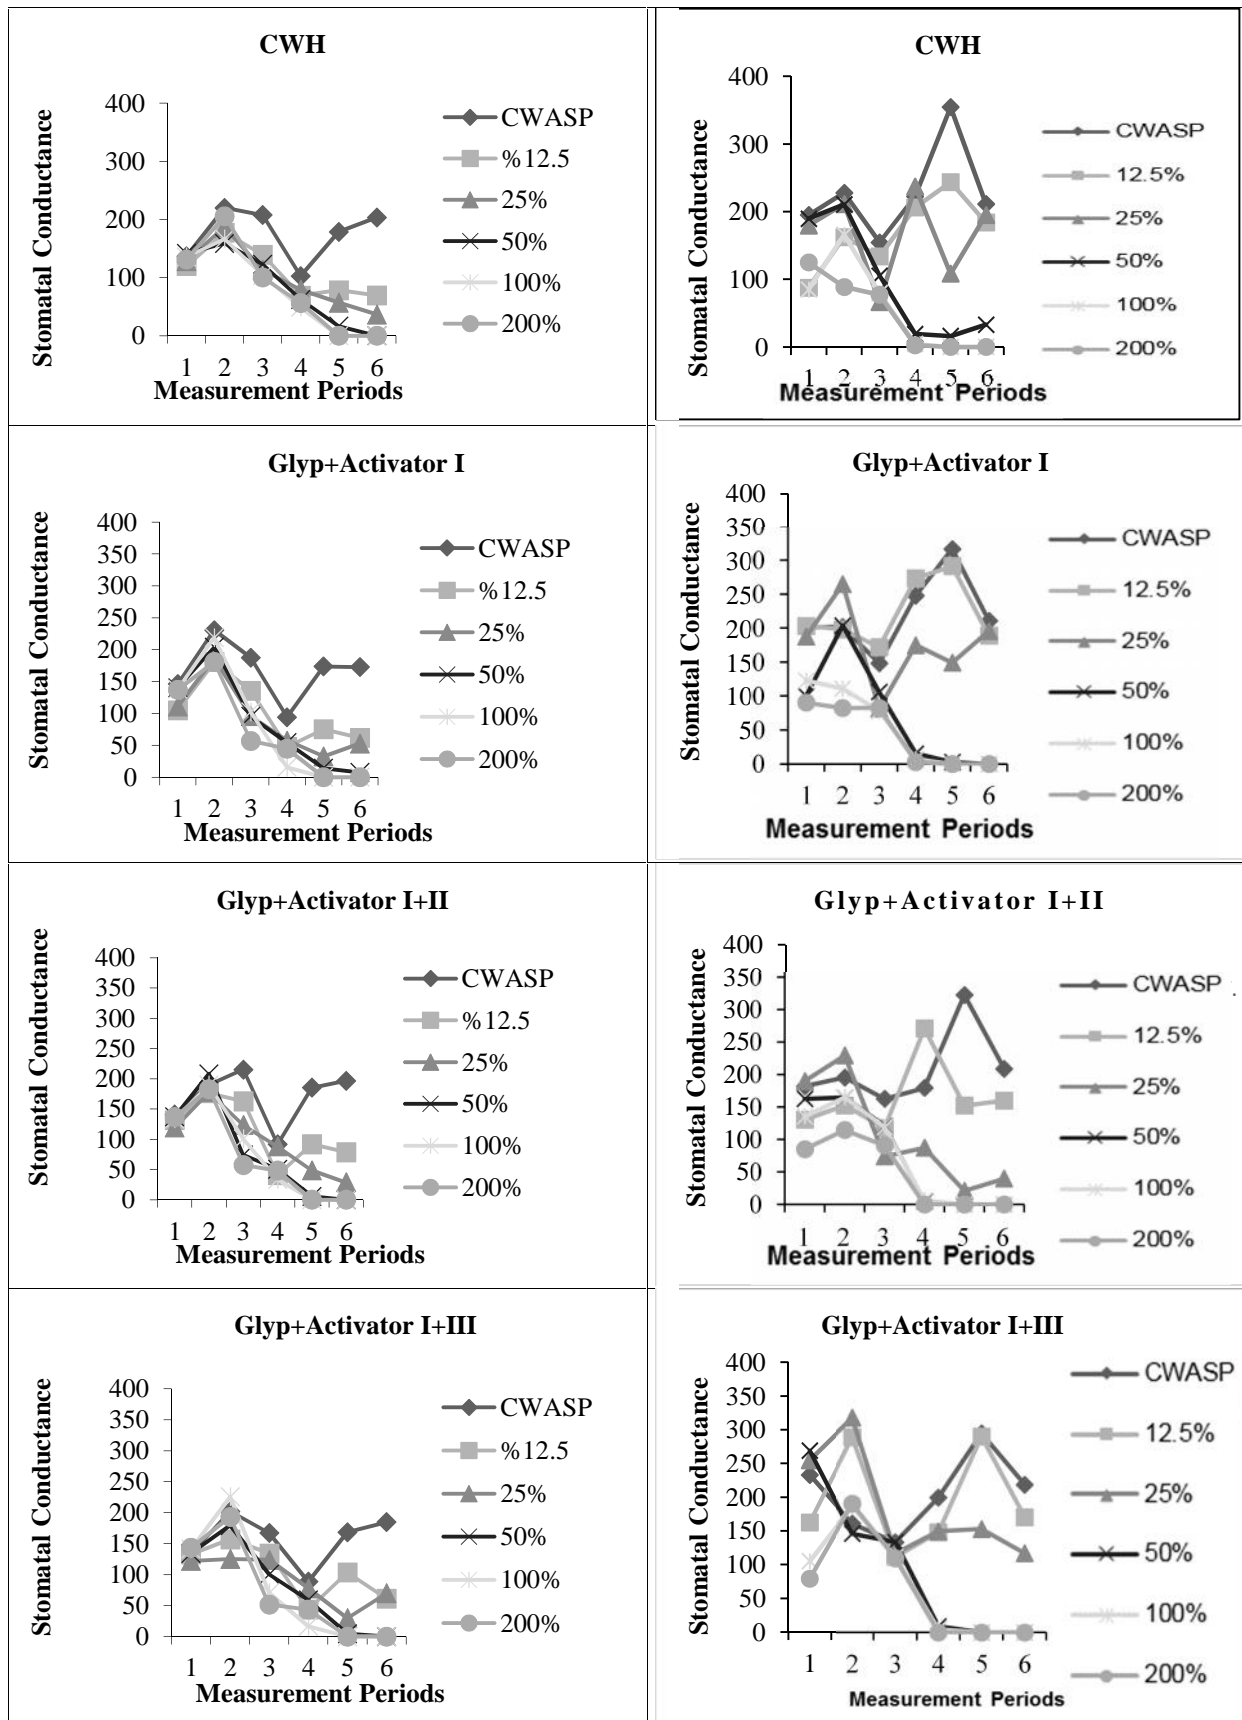 CWH
Stomatal Conductance
400
300
200
100
0
1 2 3 4 5 6
Measurement Periods
CWASP
%12.5
25%
50%
100%
200%
CWH
Stomatal Conductance
400
300
200
100
0
1 2 3 4 5 6
Measurement Periods
CWASP
12.5%
25%
50%
100%
200%
Glyp+Activator I
Stomatal Conductance
400
350
300
250
200
150
100
50
0
1 2 3 4 5 6
Measurement Periods
CWASP
%12.5
25%
50%
100%
200%
Glyp+Activator I
Stomatal Conductance
400
350
300
250
200
150
100
50
0
1 2 3 4 5 6
Measurement Periods
CWASP
12.5%
25%
50%
100%
200%
Glyp+Activator I+II
Stomatal Conductance
400
350
300
250
200
150
100
50
0
1 2 3 4 5 6
Measurement Periods
CWASP
%12.5
25%
50%
100%
200%
Glyp+Activator I+II
Stomatal Conductance
400
350
300
250
200
150
100
50
0
1 2 3 4 5 6
Measurement Periods
CWASP
12.5%
25%
50%
100%
200%
Glyp+Activator I+III
Stomatal Conductance
400
350
300
250
200
150
100
50
0
1 2 3 4 5 6
Measurement Periods
CWASP
%12.5
25%
50%
100%
200%
Glyp+Activator I+III
Stomatal Conductance
400
350
300
250
200
150
100
50
0
1 2 3 4 5 6
Measurement Periods
CWASP
12.5%
25%
50%
100%
200%